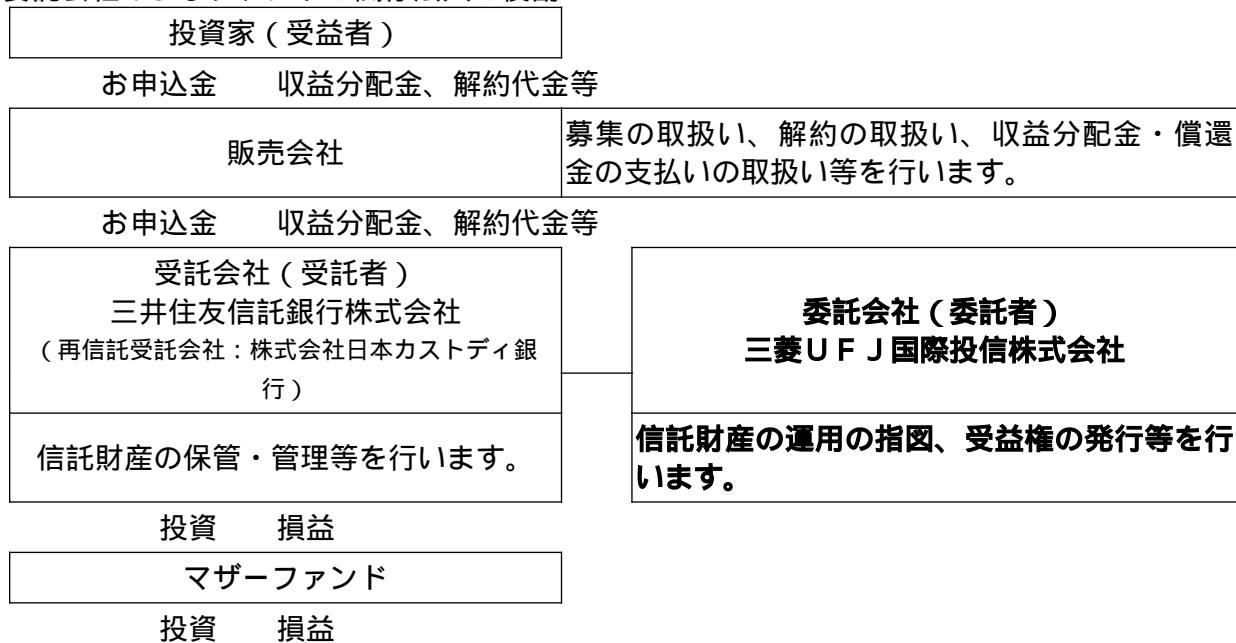 投資家（受益者）
お申込金　　収益分配金、解約代金等
販売会社
募集の取扱い、解約の取扱い、収益分配金・償還
金の支払いの取扱い等を行います。
お申込金　　収益分配金、解約代金等
受託会社（受託者）
三井住友信託銀行株式会社
（再信託受託会社：株式会社日本カストディ銀
行）
委託会社（委託者）
三菱ＵＦＪ国際投信株式会社
信託財産の保管・管理等を行います。
信託財産の運用の指図、受益権の発行等を行
います。
投資　　損益
マザーファンド
投資　　損益